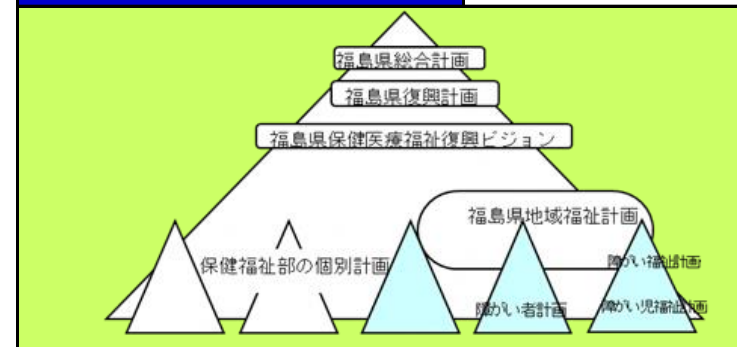 福島県総合計画
福島県復興計画
福島県保健医療福祉復興ビジョン
福島県地域福祉計画
保健福祉部の個別計画
障がい福祉計画
障がい者計画
障がい児福祉計画